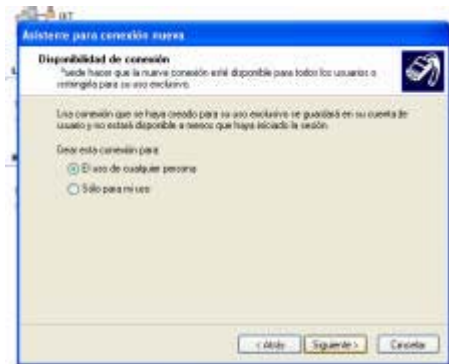 Asistente para conexión nueva
Disponibilidad de conexión
Puede hacer que la nueva conexión esté disponible para todos los usuarios o
restringirla para su uso exclusivo.
Una conexión que se haya creado para su uso exclusivo se guardará en su cuenta de
usuario y no estará disponible a menos que haya iniciado la sesión.
Crear esta conexión para:
El uso de cualquier persona
Sólo para mi uso
< Atrás
Siguiente >
Cancelar